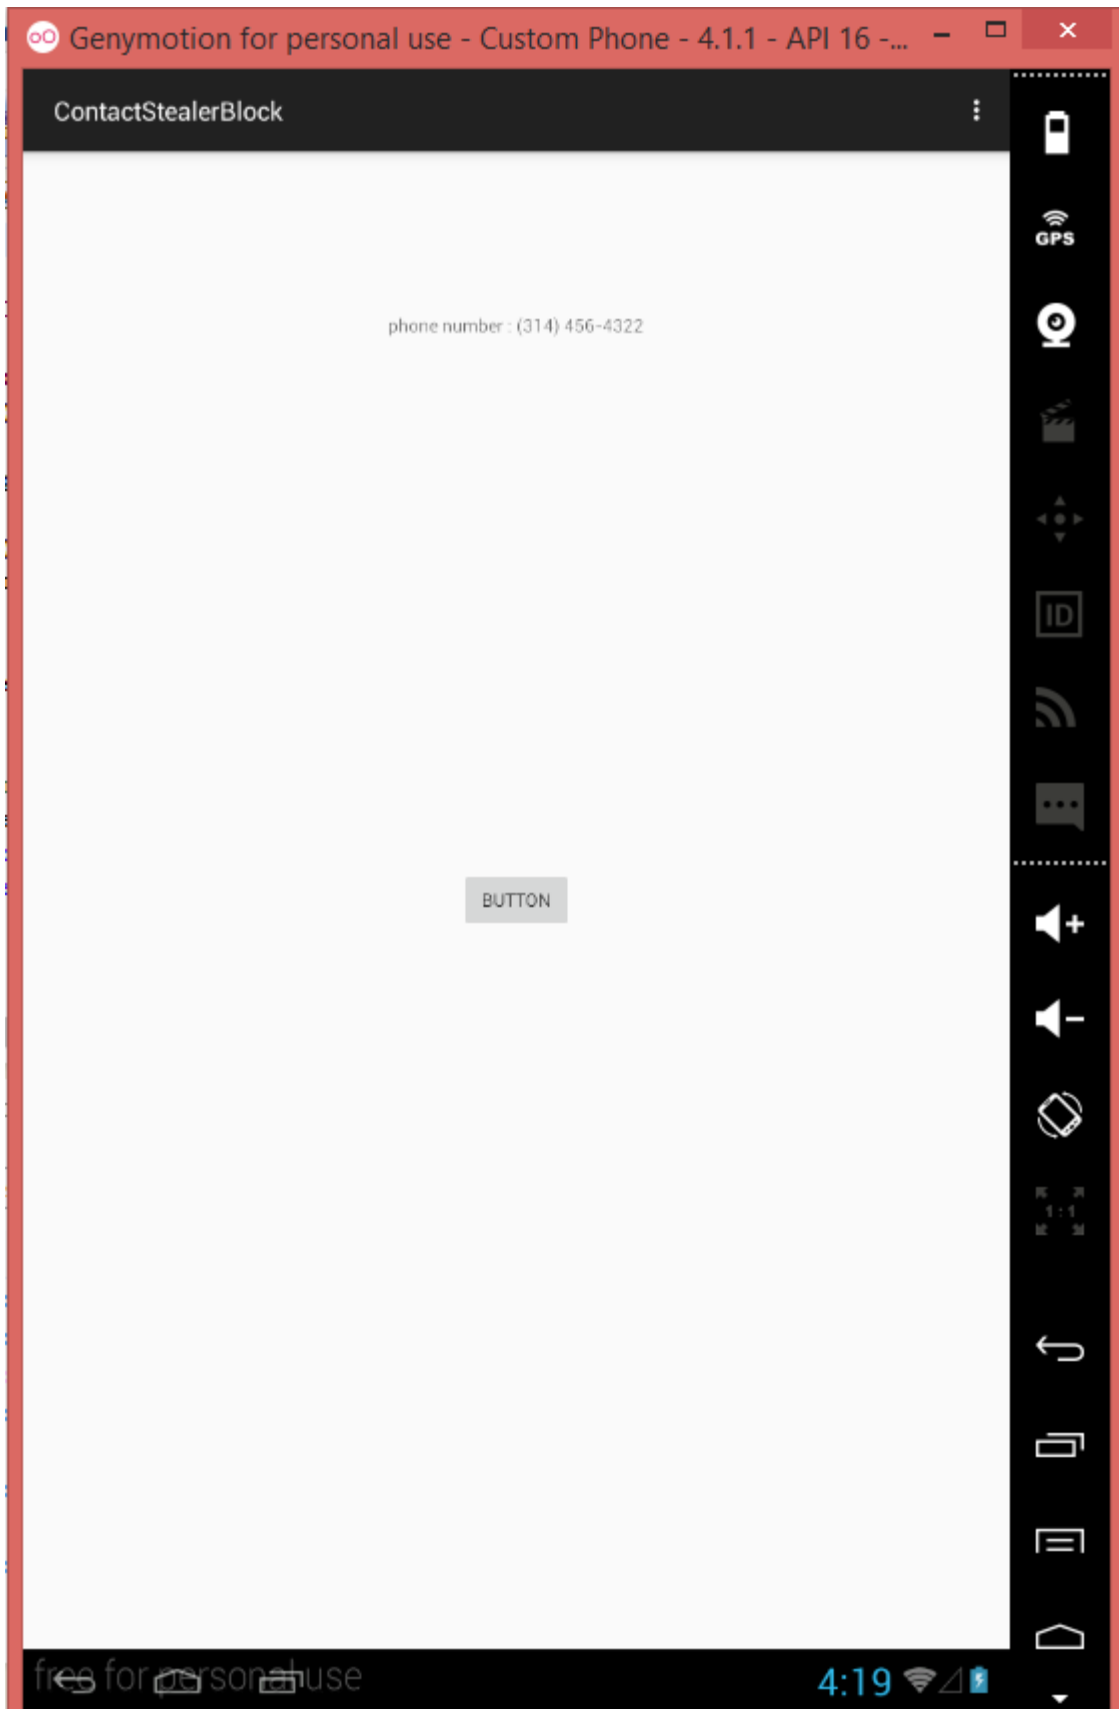 Genymotion for personal use - Custom Phone - 4.1.1 - API 16 -...
ContactStealerBlock
GPS
phone number : (314) 456-4322
ID
BUTTON
1:1
free for personal use
4:19